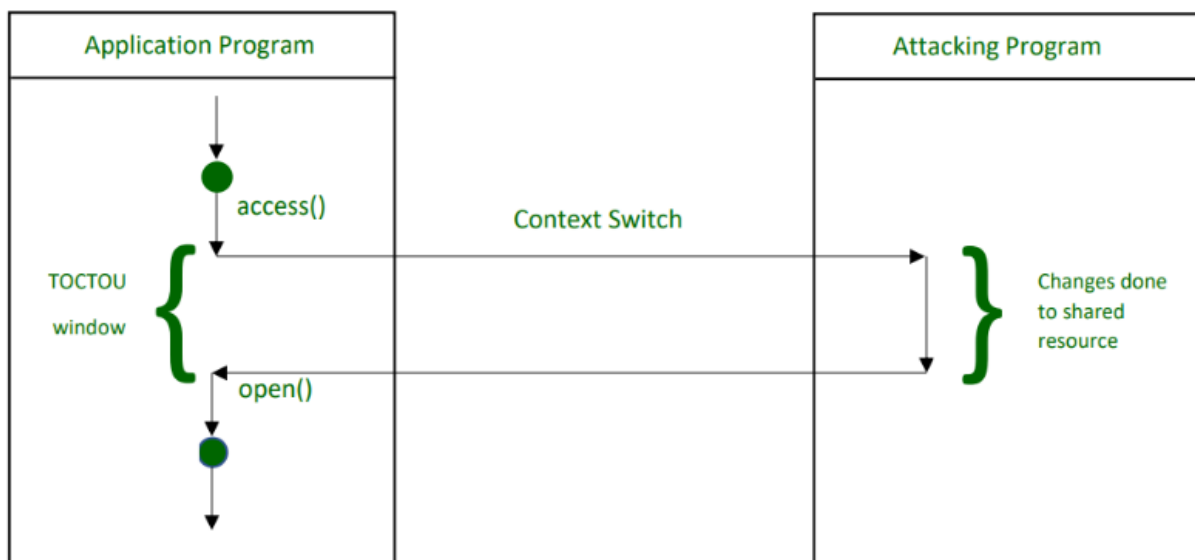 Application Program
Attacking Program
access()
Context Switch
TOCTOU
window
Changes done
to shared
resource
open()